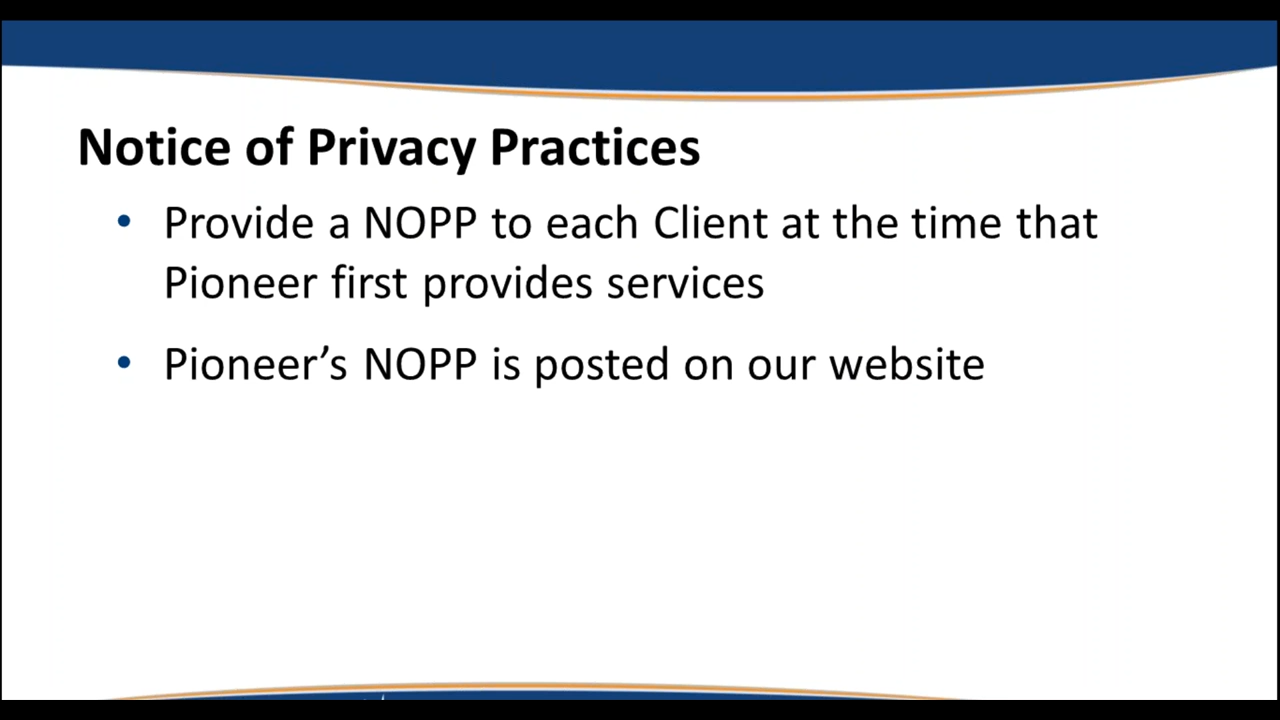 Notice of Privacy Practices
• Provide a NOPP to each Client at the time that
Pioneer first provides services
• Pioneer’s NOPP is posted on our website